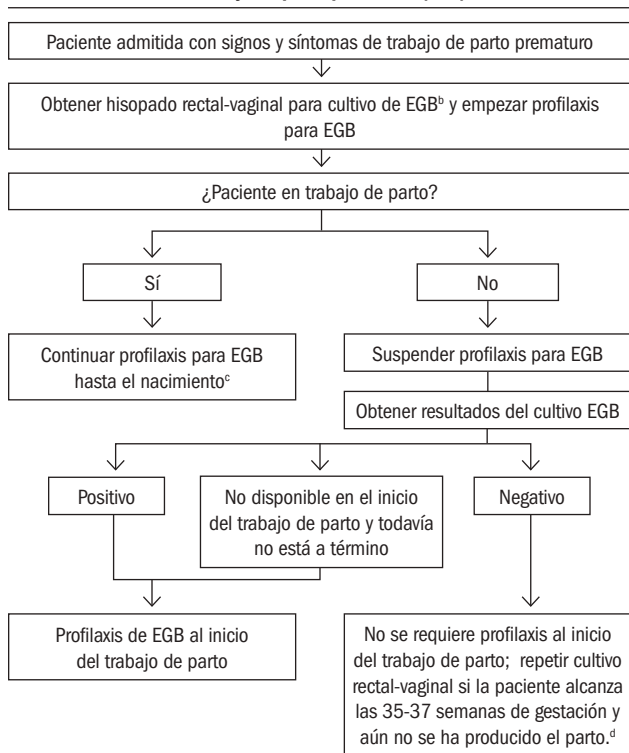 Paciente admitida con signos y síntomas de trabajo de parto prematuro
Obtener hisopado rectal-vaginal para cultivo de EGBᵇ y empezar profilaxis
para EGB
¿Paciente en trabajo de parto?
Sí
No
Continuar profilaxis para EGB
hasta el nacimientoᶜ
Suspender profilaxis para EGB
Obtener resultados del cultivo EGB
Positivo
No disponible en el inicio
del trabajo de parto y todavía
no está a término
Negativo
Profilaxis de EGB al inicio
del trabajo de parto
No se requiere profilaxis al inicio
del trabajo de parto; repetir cultivo
rectal-vaginal si la paciente alcanza
las 35-37 semanas de gestación y
aún no se ha producido el parto.ᵈ